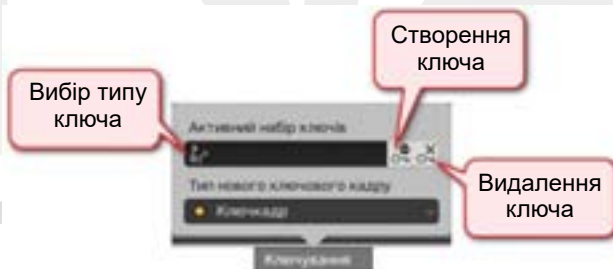 Створення
ключа
Вибір типу
ключа
Активний набір ключів
Тип нового ключового кадру
Ключкадр
Видалення
ключа
Ключування